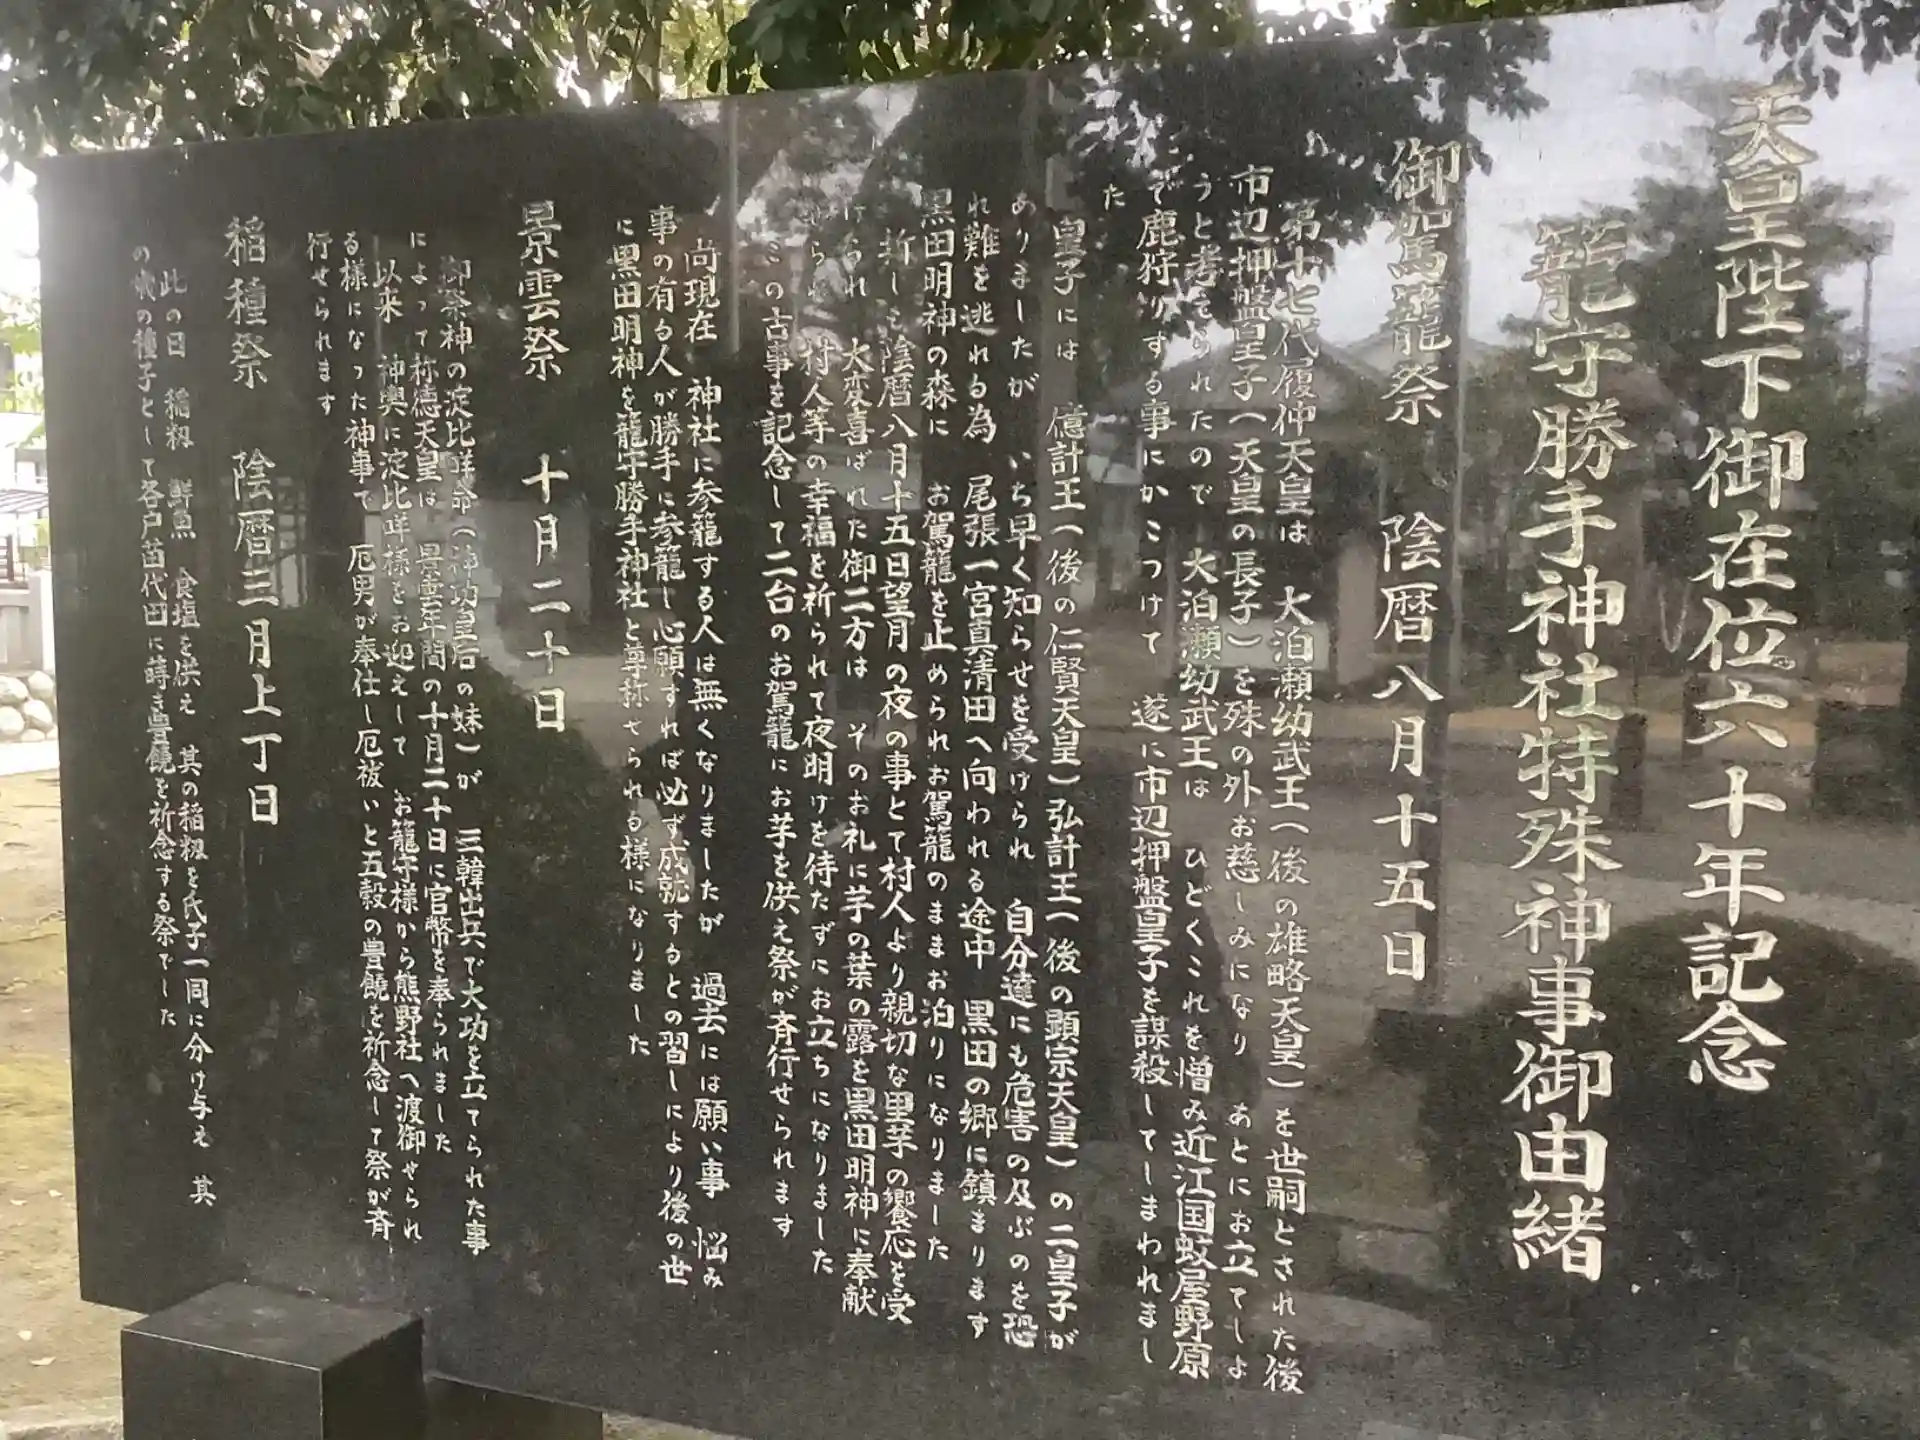 天皇陛下御在位六十年記念
籠守勝手神社特殊神事御由緒
御駕籠祭　陰暦八月十五日
第十七代履仲天皇は　大泊瀬幼武王（後の雄略天皇）を世嗣とされた後
市辺押盤皇子（天皇の長子）を殊の外お慈しみになり　あとにお立てしよ
うと考えられたので　大泊瀬幼武王は　ひどくこれを憎み近江国蚊屋野原
で鹿狩りする事にかこつけて　遂に市辺押盤皇子を謀殺してしまわれまし
た
皇子には　億計王（後の仁賢天皇）弘計王（後の顕宗天皇）の二皇子が
ありましたが　いち早く知らせを受けられ　自分達にも危害の及ぶのを恐
れ難を逃れる為　尾張一宮真清田へ向われる途中　黒田の郷に鎮まります
黒田明神の森に　お駕籠を止められお駕籠のままお泊りになりました
折しも陰暦八月十五日望月の夜の事とて村人より親切な里芋の饗応を受
けられ　大変喜ばれた御二方は　そのお礼に芋の葉の露を黒田明神に奉献
られ　村人等の幸福を祈られて夜明けを待たずにお立ちになりました
この古事を記念して二台のお駕籠にお芋を供え祭が斉行せられます
尚現在　神社に参籠する人は無くなりましたが　過去には願い事　悩み
事の有る人が勝手に参籠し心願すれば必ず成就するとの習しにより後の世
に黒田明神を籠守勝手神社と尊称せられる様になりました
景雲祭　十月二十日
御祭神の淀比咩命（神功皇后の妹）が　三韓出兵で大功を立てられた事
によって称徳天皇は　景雲年間の十月二十日に官幣を奉られました
以来　神輿に淀比咩様をお迎えして　お籠守様から熊野社へ渡御せられ
る様になった神事で　厄男が奉仕し厄祓いと五穀の豊饒を祈念して祭が斉
行せられます
稲種祭　陰暦三月上丁日
此の日　稲籾　鮮魚　食塩を供え　其の稲籾を氏子一同に分け与え　其
の歳の種子として各戸苗代田に蒔き豊饒を祈念する祭でした